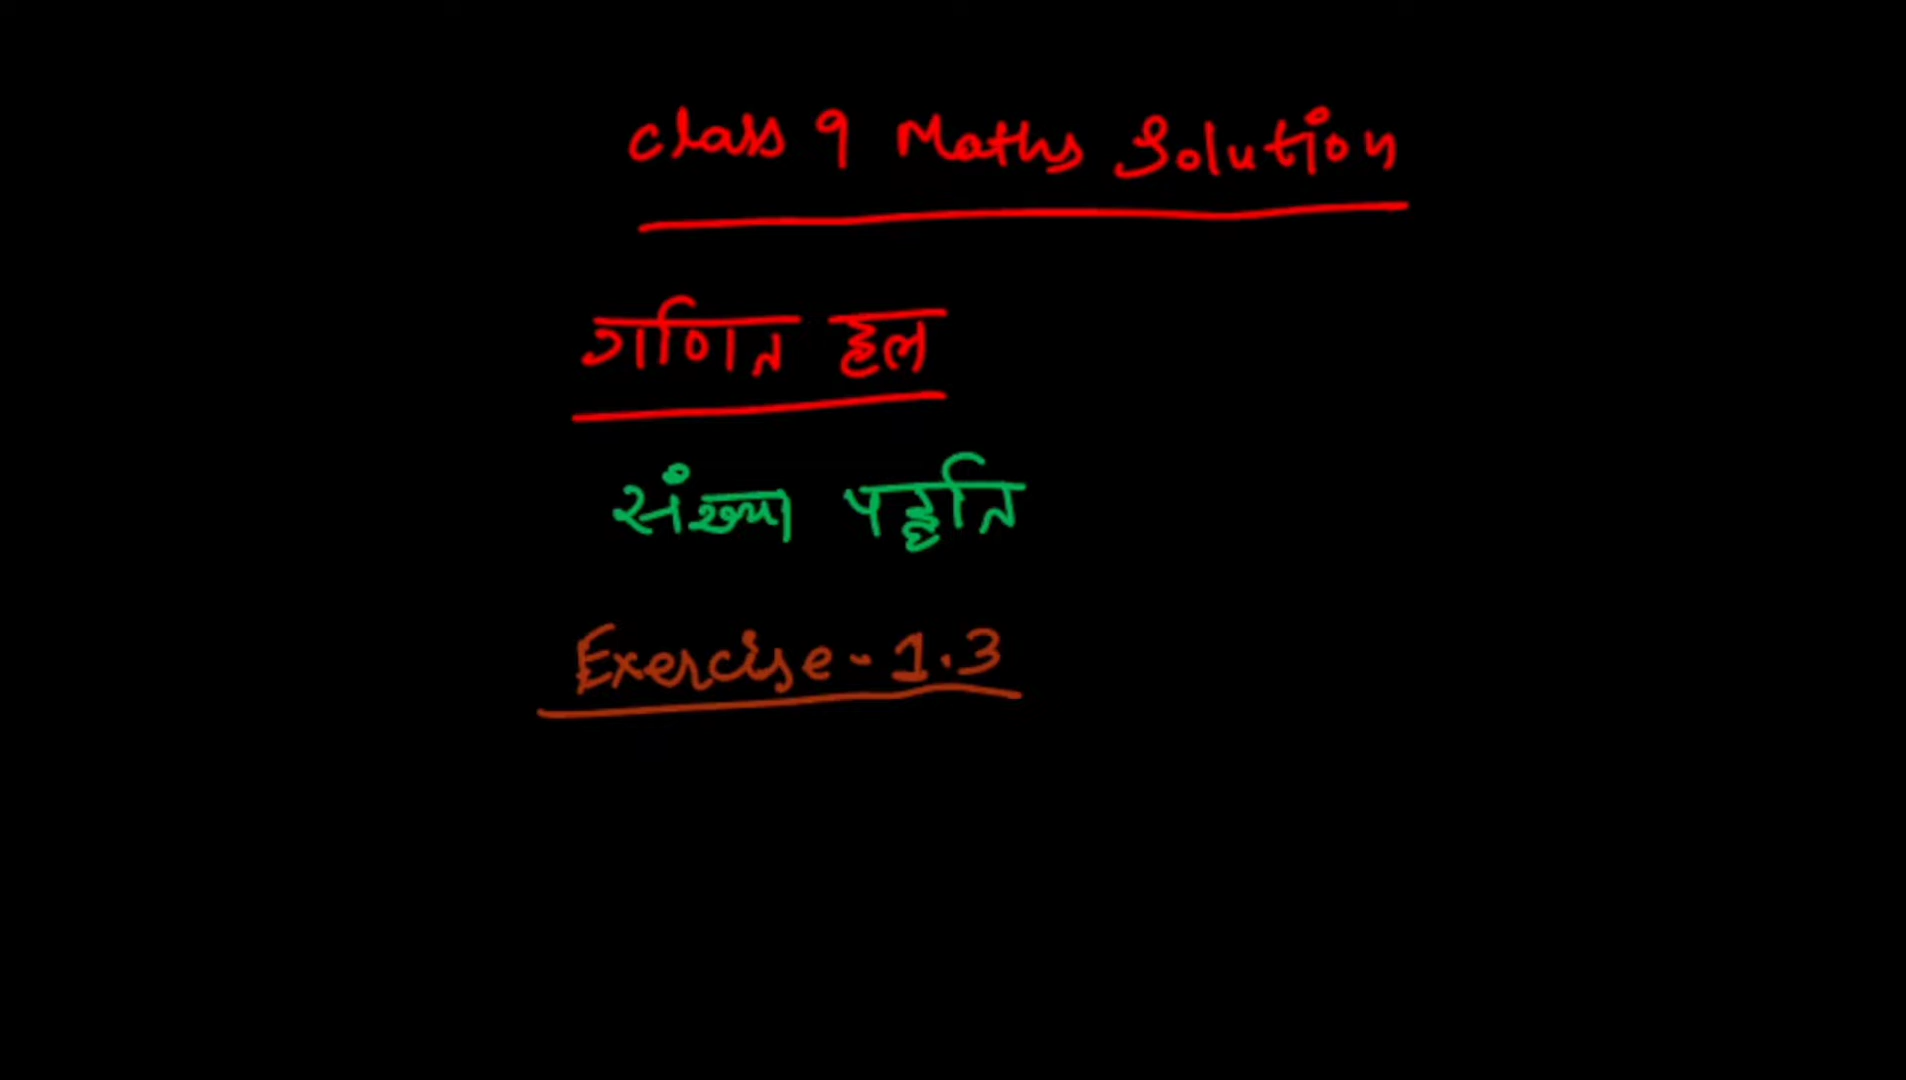 Class 9 Maths Solution
गणित हल
संख्या पद्धति
Exercise - 1.3